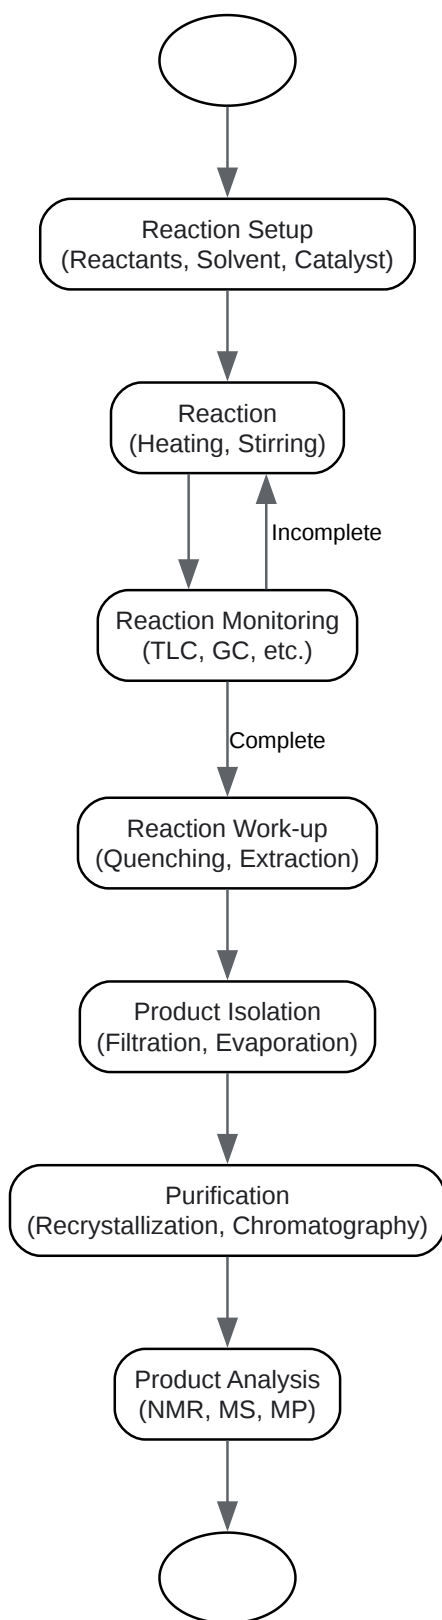 Reaction Setup
(Reactants, Solvent, Catalyst)
Reaction
(Heating, Stirring)
Incomplete
Reaction Monitoring
(TLC, GC, etc.)
Complete
Reaction Work-up
(Quenching, Extraction)
Product Isolation
(Filtration, Evaporation)
Purification
(Recrystallization, Chromatography)
Product Analysis
(NMR, MS, MP)